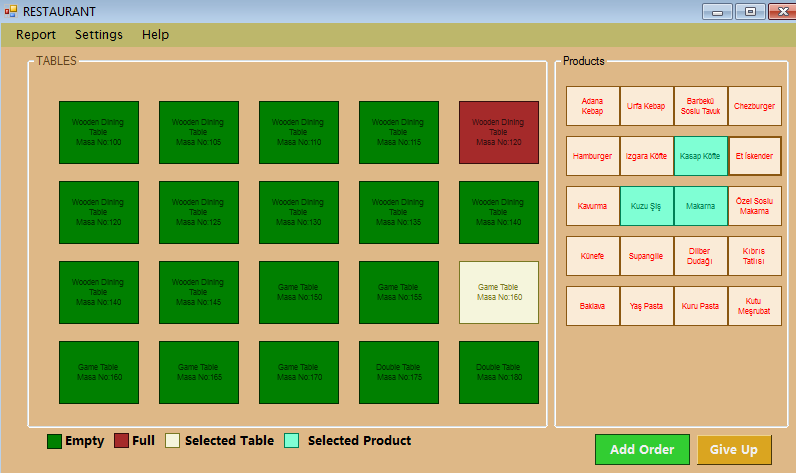 RESTAURANT
Report Settings Help
TABLES
Wooden Dining
Table
Masa No:100
Wooden Dining
Table
Masa No:105
Wooden Dining
Table
Masa No:110
Wooden Dining
Table
Masa No:115
Wooden Dining
Table
Masa No:120
Wooden Dining
Table
Masa No:120
Wooden Dining
Table
Masa No:125
Wooden Dining
Table
Masa No:130
Wooden Dining
Table
Masa No:135
Wooden Dining
Table
Masa No:140
Wooden Dining
Table
Masa No:140
Wooden Dining
Table
Masa No:145
Game Table
Masa No:150
Game Table
Masa No:155
Game Table
Masa No:160
Game Table
Masa No:160
Game Table
Masa No:165
Game Table
Masa No:170
Double Table
Masa No:175
Double Table
Masa No:180
Empty Full Selected Table Selected Product
Products
Adana
Kebap
Urfa Kebap
Barbekü
Soslu Tavuk
Chezburger
Hamburger
Izgara Köfte
Kasap Köfte
Et İskender
Kavurma
Kuzu Şiş
Makarna
Özel Soslu
Makarna
Künefe
Supangille
Dilber
Dudağı
Kıbrıs
Tatlısı
Baklava
Yaş Pasta
Kuru Pasta
Kutu
Meşrubat
Add Order Give Up